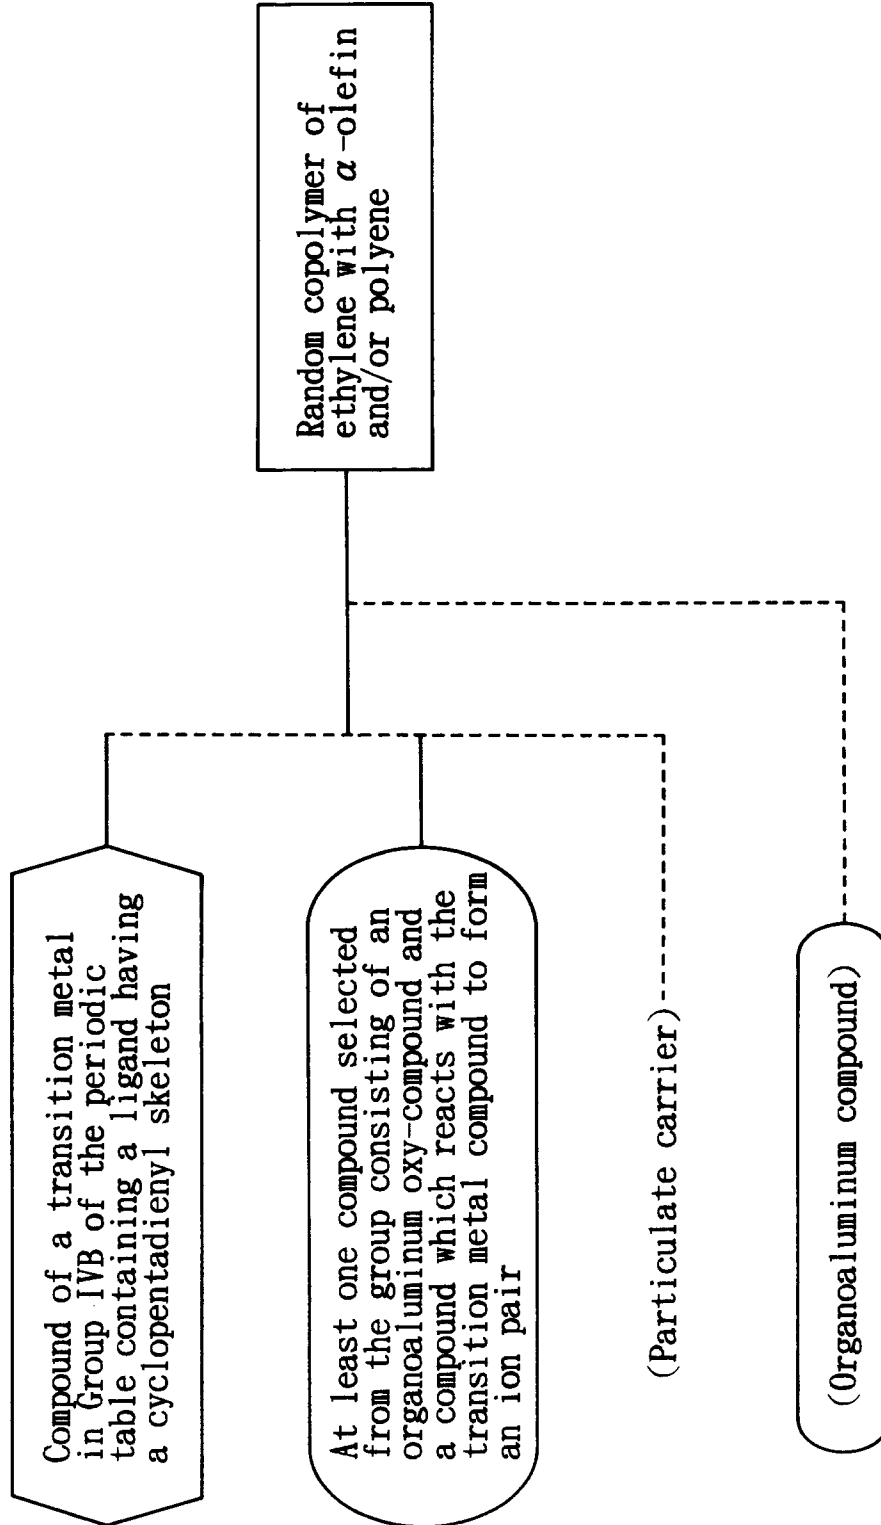 Compound of a transition metal
in Group IVB of the periodic
table containing a ligand having
a cyclopentadienyl skeleton
At least one compound selected
from the group consisting of an
organoaluminum oxy-compound and
a compound which reacts with the
transition metal compound to form
an ion pair
(Particulate carrier)
(Organoaluminum compound)
Random copolymer of
ethylene with α-olefin
and/or polyene